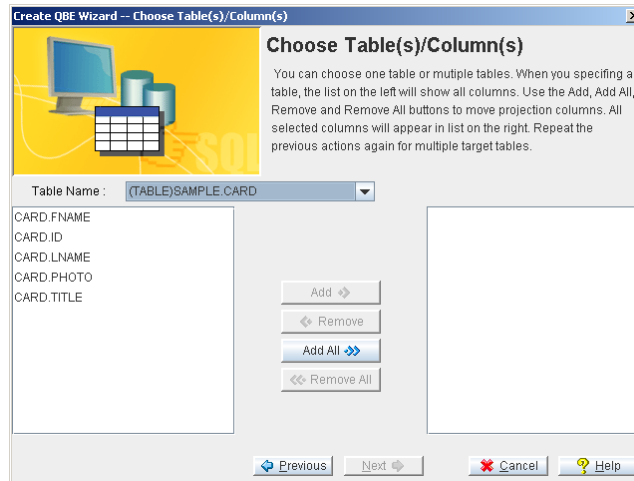 Create QBE Wizard -- Choose Table(s)/Column(s)
Choose Table(s)/Column(s)
You can choose one table or mutiple tables. When you specifing a
table, the list on the left will show all columns. Use the Add, Add All,
Remove and Remove All buttons to move projection columns. All
selected columns will appear in list on the right. Repeat the
previous actions again for multiple target tables.
SQL
Table Name :
(TABLE)SAMPLE.CARD
CARD.FNAME
CARD.ID
CARD.LNAME
CARD.PHOTO
CARD.TITLE
Add
Remove
Add All
Remove All
Previous
Next
Cancel
Help